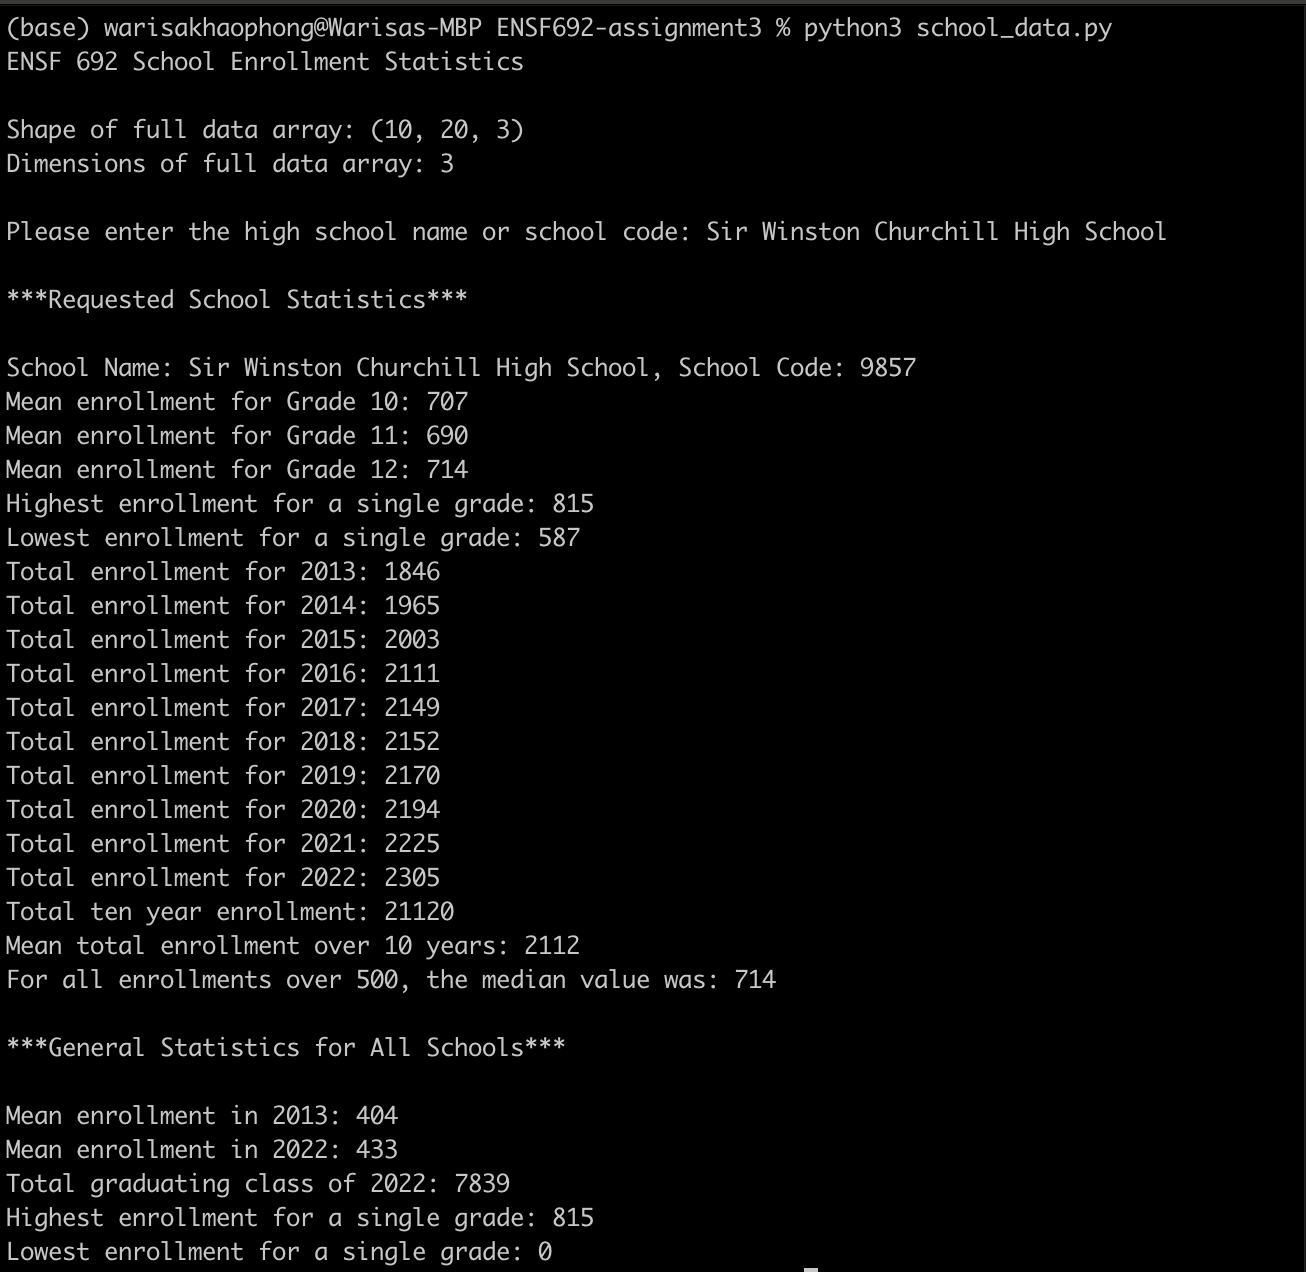 (base) warisakhaophong@Warisas-MBP ENSF692-assignment3 % python3 school_data.py
ENSF 692 School Enrollment Statistics
Shape of full data array: (10, 20, 3)
Dimensions of full data array: 3
Please enter the high school name or school code: Sir Winston Churchill High School
***Requested School Statistics***
School Name: Sir Winston Churchill High School, School Code: 9857
Mean enrollment for Grade 10: 707
Mean enrollment for Grade 11: 690
Mean enrollment for Grade 12: 714
Highest enrollment for a single grade: 815
Lowest enrollment for a single grade: 587
Total enrollment for 2013: 1846
Total enrollment for 2014: 1965
Total enrollment for 2015: 2003
Total enrollment for 2016: 2111
Total enrollment for 2017: 2149
Total enrollment for 2018: 2152
Total enrollment for 2019: 2170
Total enrollment for 2020: 2194
Total enrollment for 2021: 2225
Total enrollment for 2022: 2305
Total ten year enrollment: 21120
Mean total enrollment over 10 years: 2112
For all enrollments over 500, the median value was: 714
***General Statistics for All Schools***
Mean enrollment in 2013: 404
Mean enrollment in 2022: 433
Total graduating class of 2022: 7839
Highest enrollment for a single grade: 815
Lowest enrollment for a single grade: 0